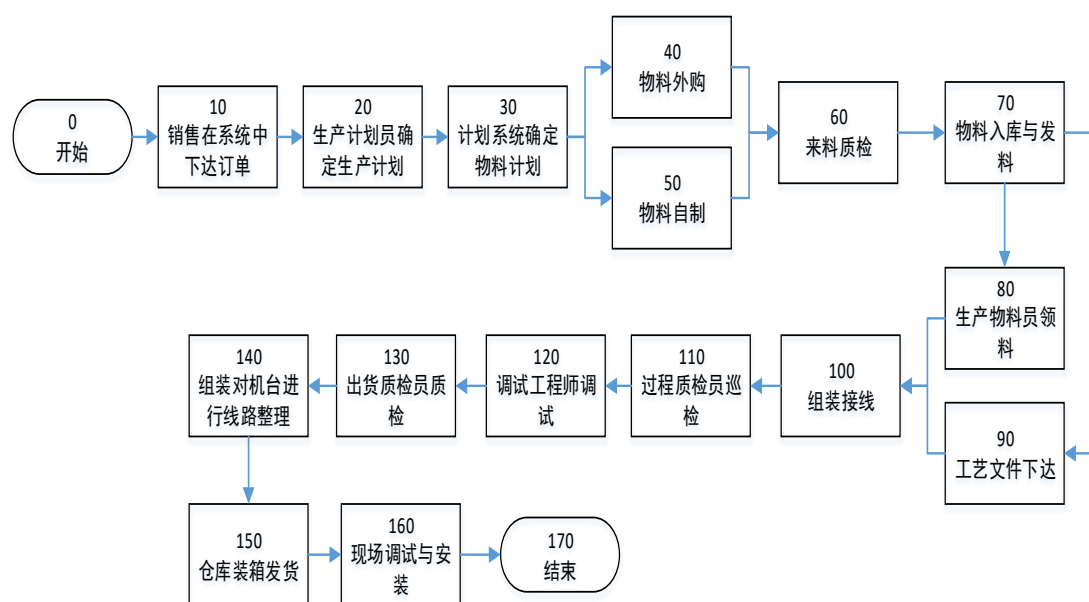 0
开始
10
销售在系统中
下达订单
20
生产计划员确
定生产计划
30
计划系统确定
物料计划
40
物料外购
50
物料自制
60
来料质检
70
物料入库与发
料
80
生产物料员领
料
90
工艺文件下达
100
组装接线
110
过程质检员巡
检
120
调试工程师调
试
130
出货质检员质
检
140
组装对机台进
行线路整理
150
仓库装箱发货
160
现场调试与安
装
170
结束